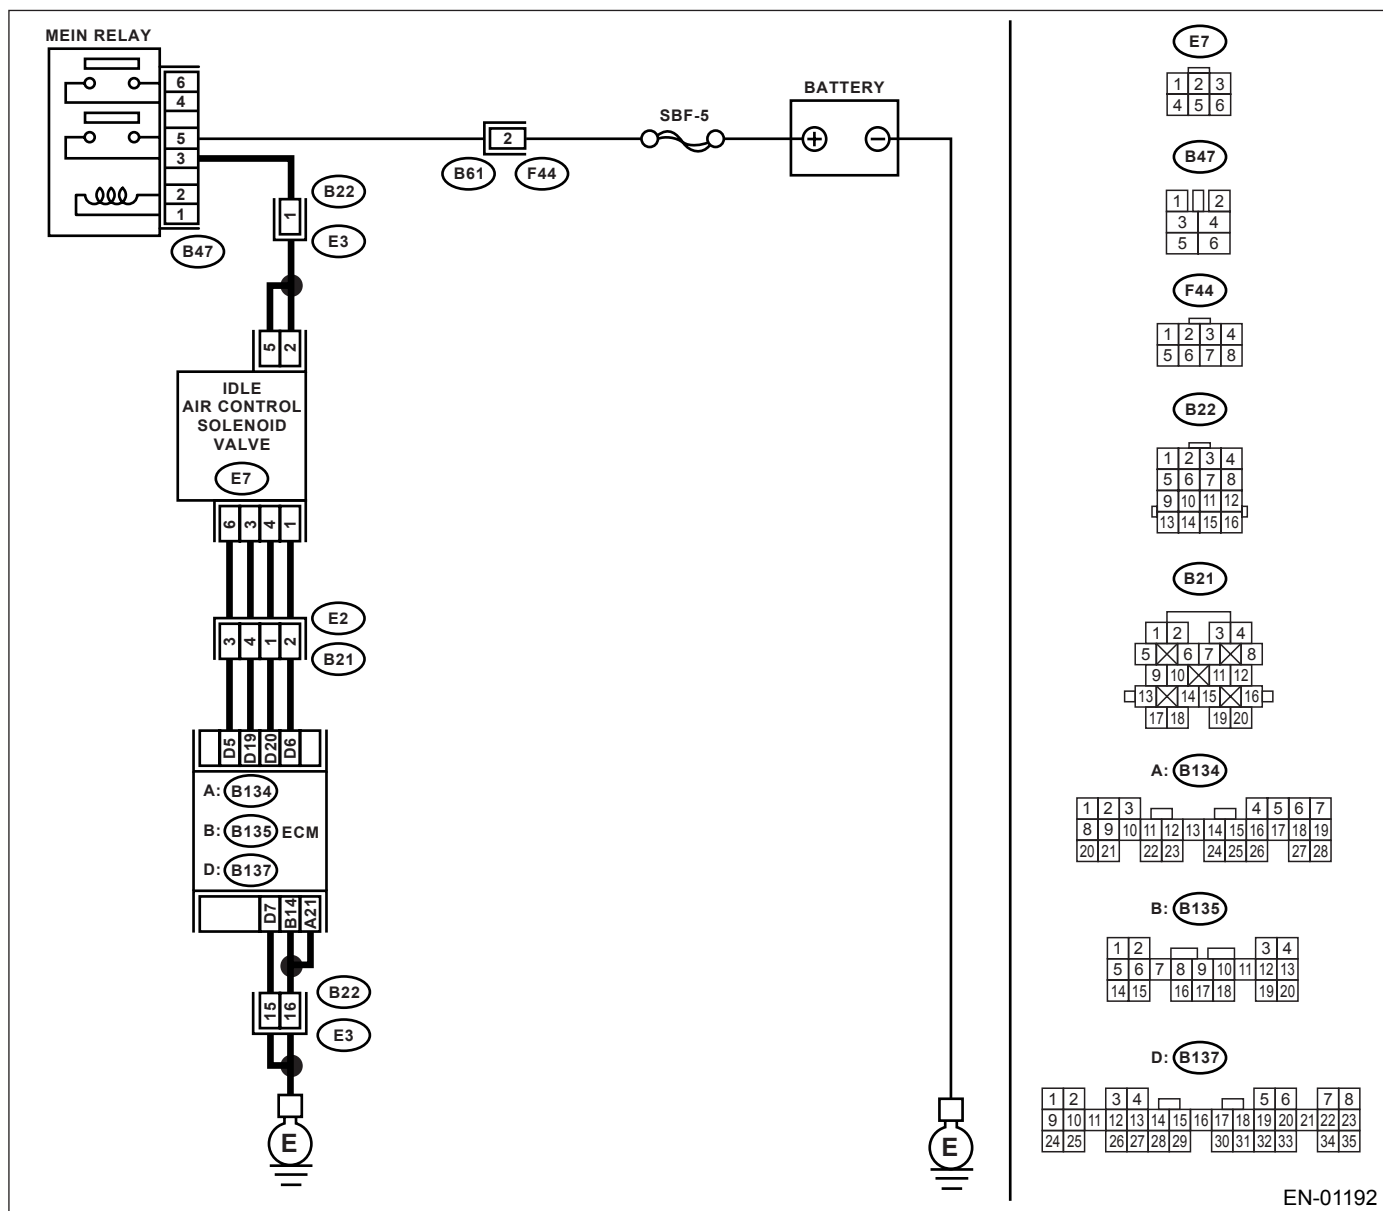 MEIN RELAY
6
4
5
3
2
1
B47
2
B61
F44
SBF-5
BATTERY
+
−
B22
1
E3
5 2
IDLE
AIR CONTROL
SOLENOID
VALVE
E7
6 3 4 1
E2
3 4 1 2
B21
D5 D19 D20 D6
A: B134
B: B135 ECM
D: B137
D7 B14 A21
B22
15 16
E3
E
E
E7
1 2 3
4 5 6
B47
1 2
3 4
5 6
F44
1 2 3 4
5 6 7 8
B22
1 2 3 4
5 6 7 8
9 10 11 12
13 14 15 16
B21
1 2 3 4
5 6 7 8
9 10 11 12
13 14 15 16
17 18 19 20
A: B134
1 2 3 4 5 6 7
8 9 10 11 12 13 14 15 16 17 18 19
20 21 22 23 24 25 26 27 28
B: B135
1 2 3 4
5 6 7 8 9 10 11 12 13
14 15 16 17 18 19 20
D: B137
1 2 3 4 5 6 7 8
9 10 11 12 13 14 15 16 17 18 19 20 21 22 23
24 25 26 27 28 29 30 31 32 33 34 35
EN-01192